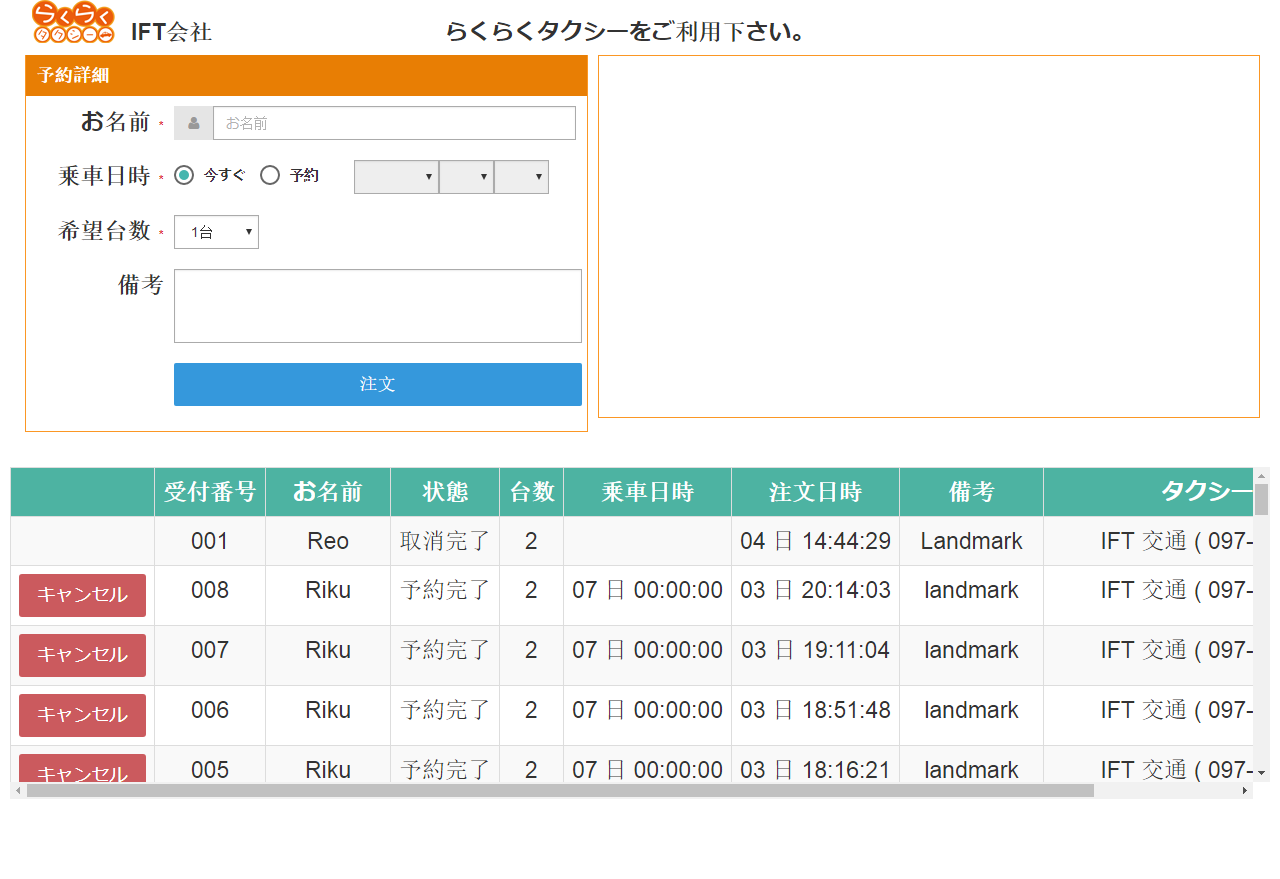 らくらく
タクシー
IFT会社
らくらくタクシーをご利用下さい。
予約詳細
お名前 *
お名前
乗車日時 * 今すぐ 予約
希望台数 * 1台
備考
注文
受付番号 お名前 状態 台数 乗車日時 注文日時 備考 タクシー
001 Reo 取消完了 2 04 日 14:44:29 Landmark IFT 交通 ( 097-
キャンセル 008 Riku 予約完了 2 07 日 00:00:00 03 日 20:14:03 landmark IFT 交通 ( 097-
キャンセル 007 Riku 予約完了 2 07 日 00:00:00 03 日 19:11:04 landmark IFT 交通 ( 097-
キャンセル 006 Riku 予約完了 2 07 日 00:00:00 03 日 18:51:48 landmark IFT 交通 ( 097-
キャンセル 005 Riku 予約完了 2 07 日 00:00:00 03 日 18:16:21 landmark IFT 交通 ( 097-